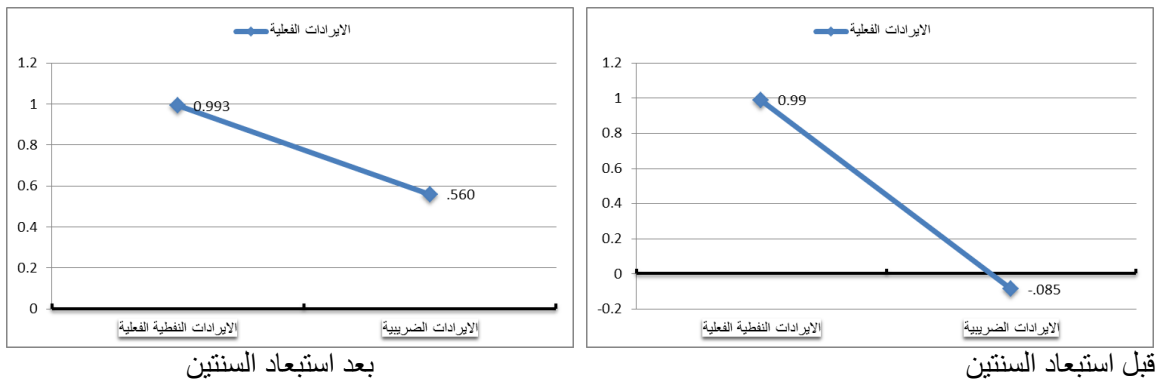 الايرادات الفعلية
1.2
1
0.99
0.8
0.6
0.4
0.2
0
-.085
-0.2
الايرادات النفطية الفعلية
الايرادات الضريبية
قبل استبعاد السنتين
الايرادات الفعلية
1.2
1
0.993
0.8
0.6
.560
0.4
0.2
0
الايرادات النفطية الفعلية
الايرادات الضريبية
بعد استبعاد السنتين